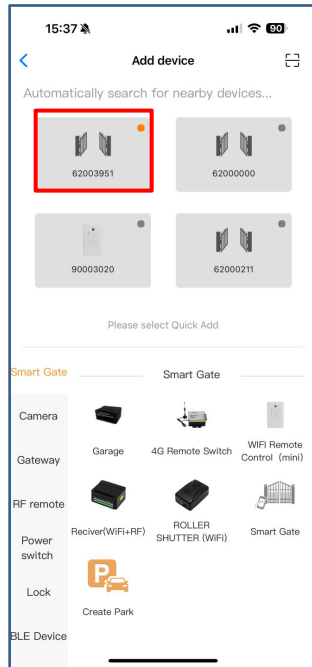 15:37
90
Add device
Automatically search for nearby devices...
62003951
62000000
90003020
62000211
Please select Quick Add
Smart Gate
Smart Gate
Camera
Gateway
RF remote
Power
switch
Lock
BLE Device
Garage
4G Remote Switch
WIFI Remote
Control (mini)
Reciver(WiFi+RF)
ROLLER
SHUTTER (WiFi)
Smart Gate
P
Create Park